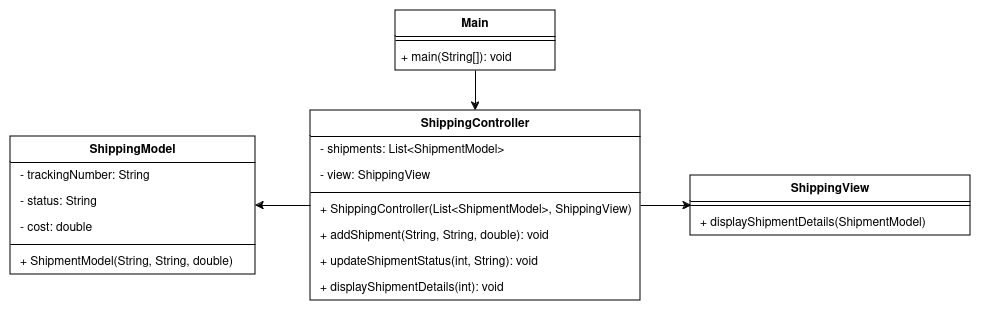 Main
+ main(String[]): void
ShippingController
- shipments: List<ShipmentModel>
- view: ShippingView
+ ShippingController(List<ShipmentModel>, ShippingView)
+ addShipment(String, String, double): void
+ updateShipmentStatus(int, String): void
+ displayShipmentDetails(int): void
ShippingModel
- trackingNumber: String
- status: String
- cost: double
+ ShipmentModel(String, String, double)
ShippingView
+ displayShipmentDetails(ShipmentModel)